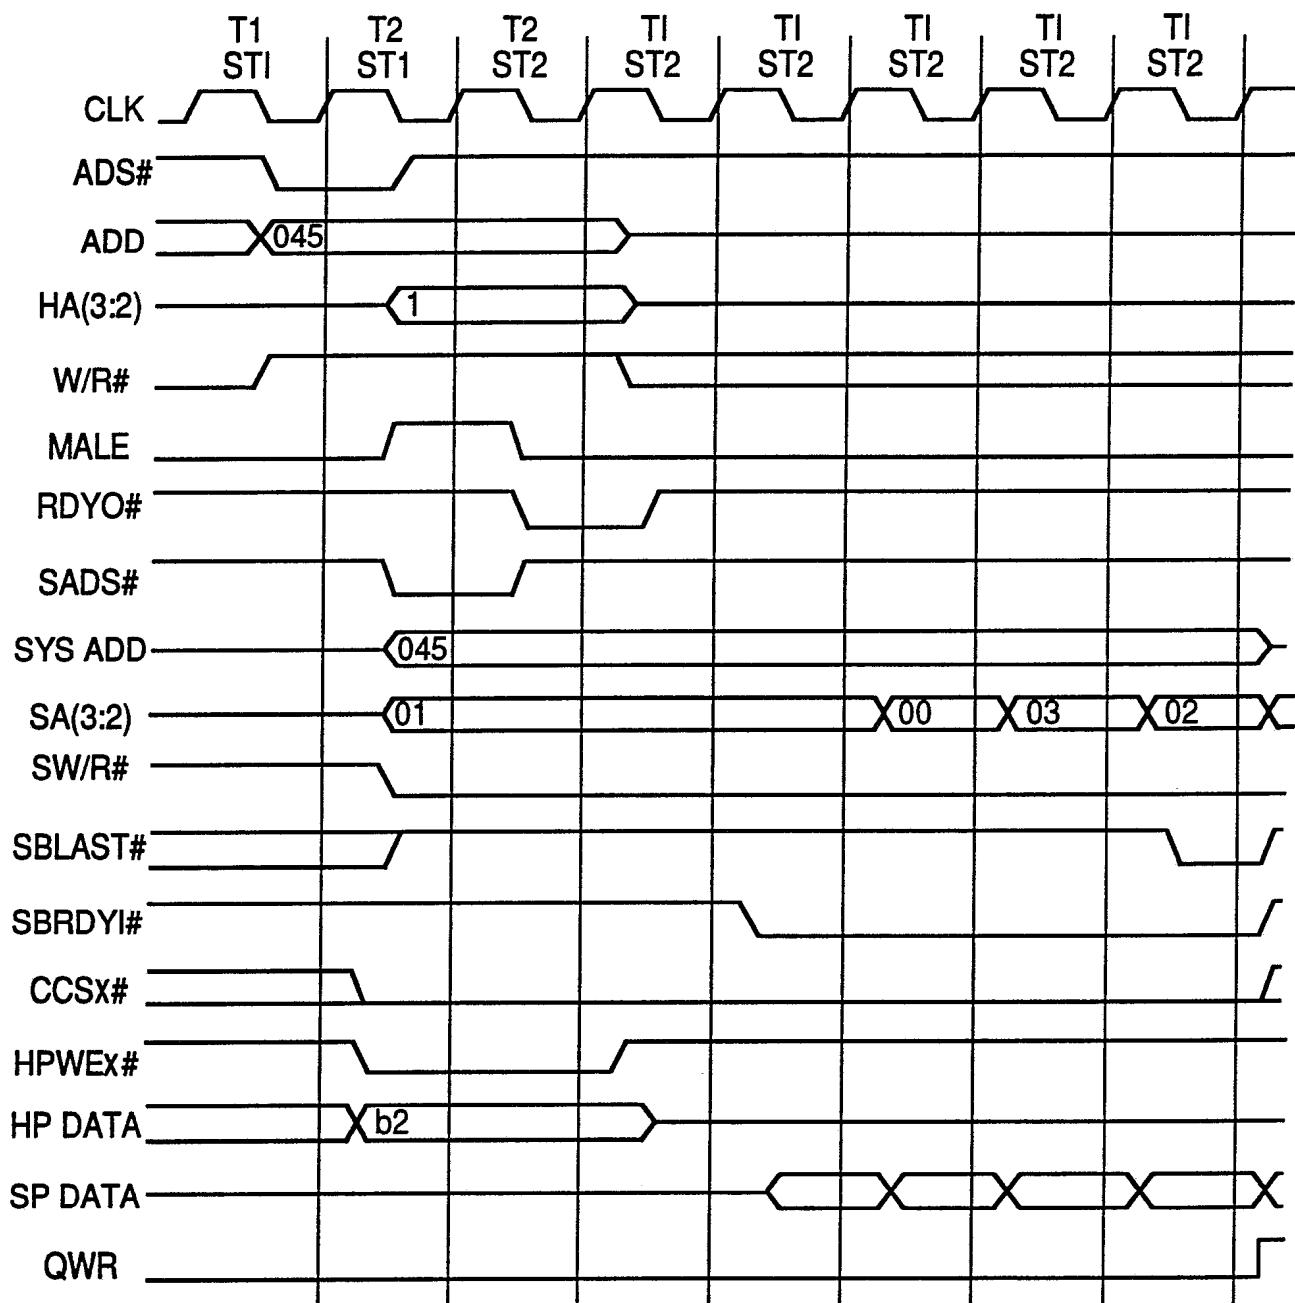 T1 T2 T2 TI TI TI TI TI
STI ST1 ST2 ST2 ST2 ST2 ST2 ST2
CLK
ADS#
ADD 045
HA(3:2) 1
W/R#
MALE
RDYO#
SADS#
SYS ADD 045
SA(3:2) 01 00 03 02
SW/R#
SBLAST#
SBRDYI#
CCSX#
HPWEx#
HP DATA b2
SP DATA
QWR